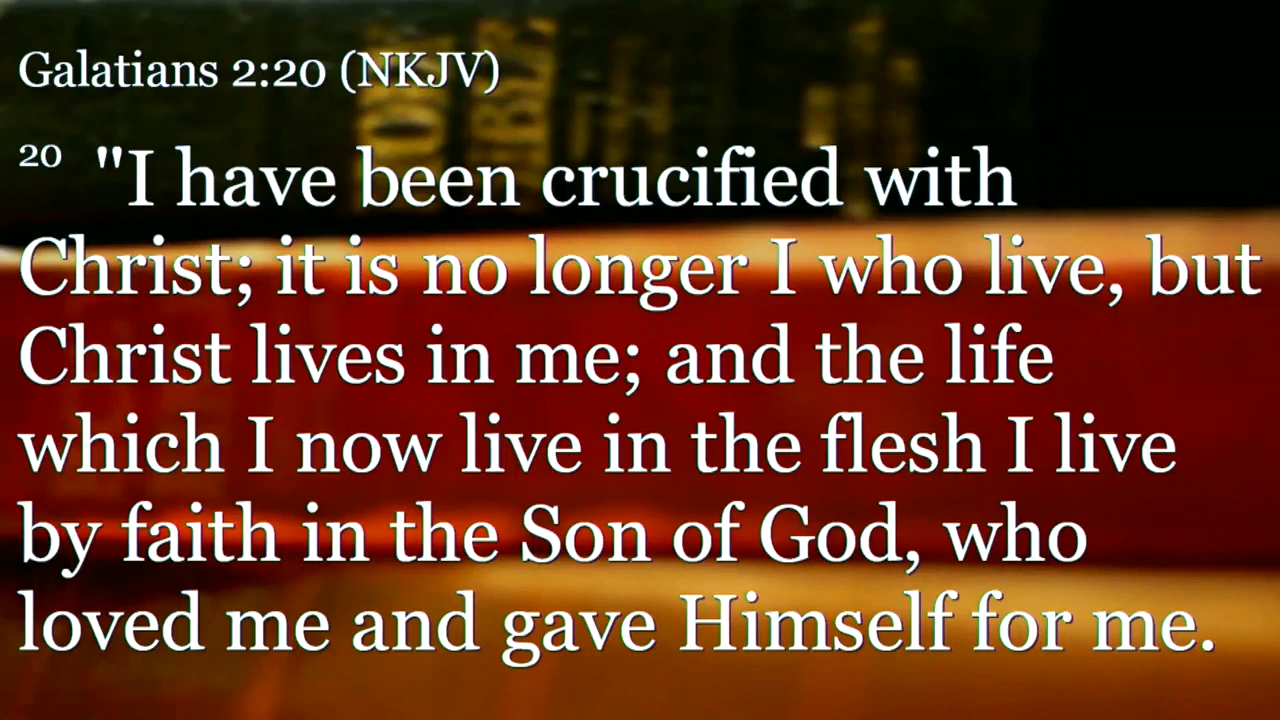 Galatians 2:20 (NKJV)
20 "I have been crucified with
Christ; it is no longer I who live, but
Christ lives in me; and the life
which I now live in the flesh I live
by faith in the Son of God, who
loved me and gave Himself for me.